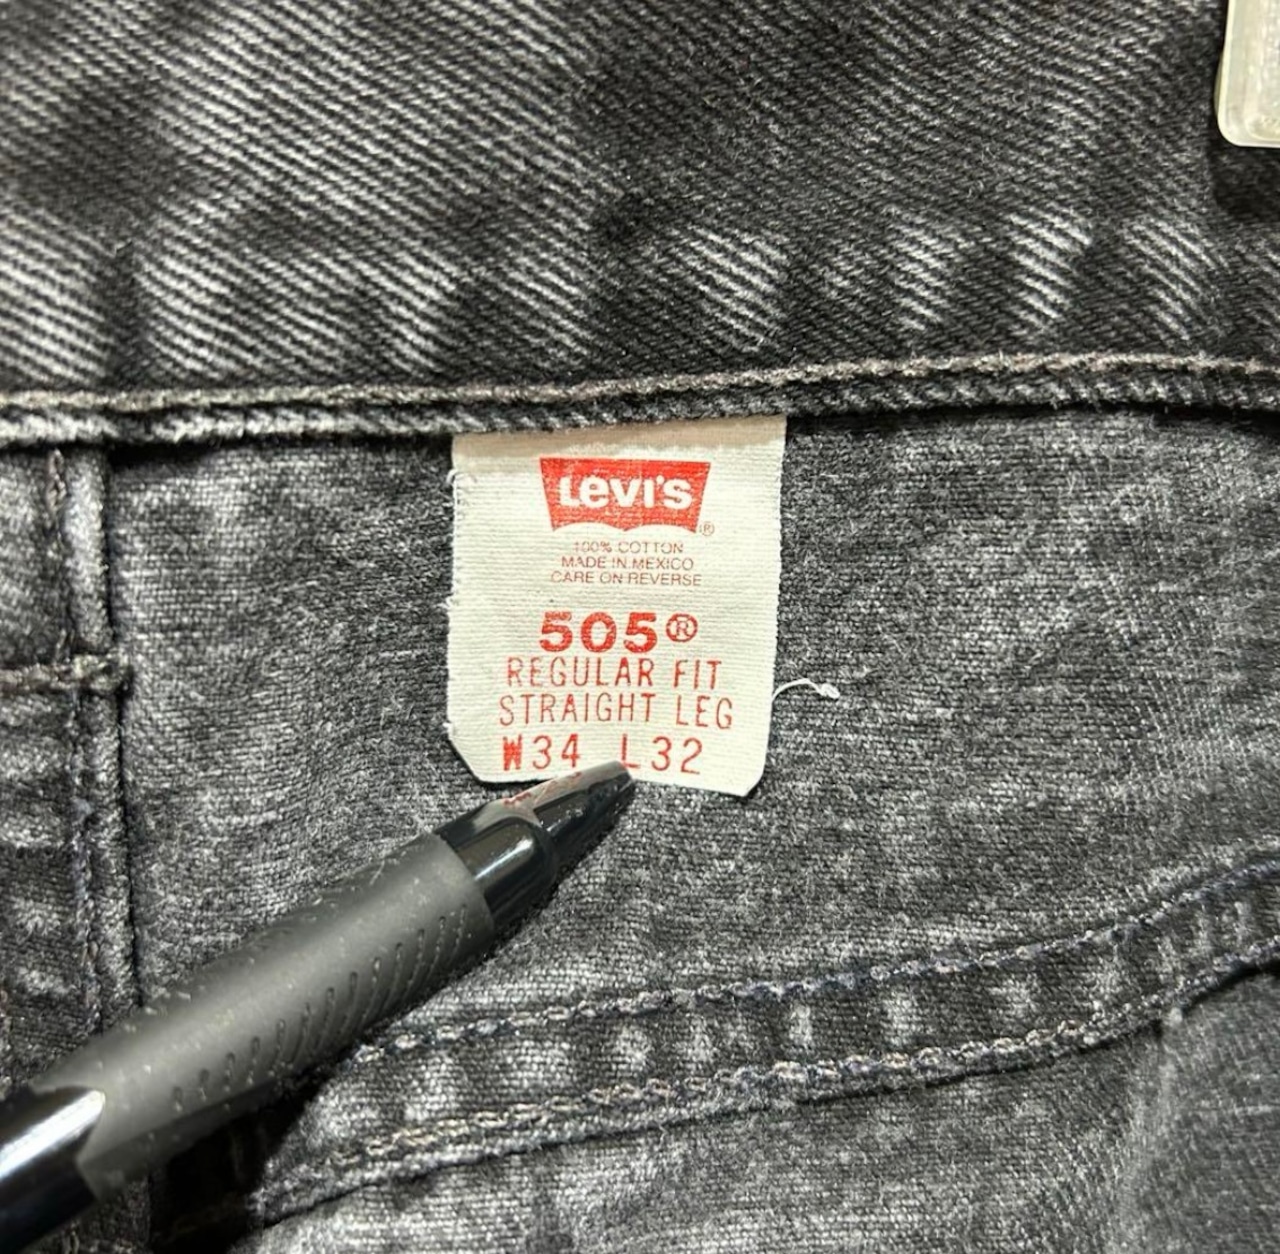 Levi's®
100% COTTON
MADE IN MEXICO
CARE ON REVERSE
505®
REGULAR FIT
STRAIGHT LEG
W34 L32